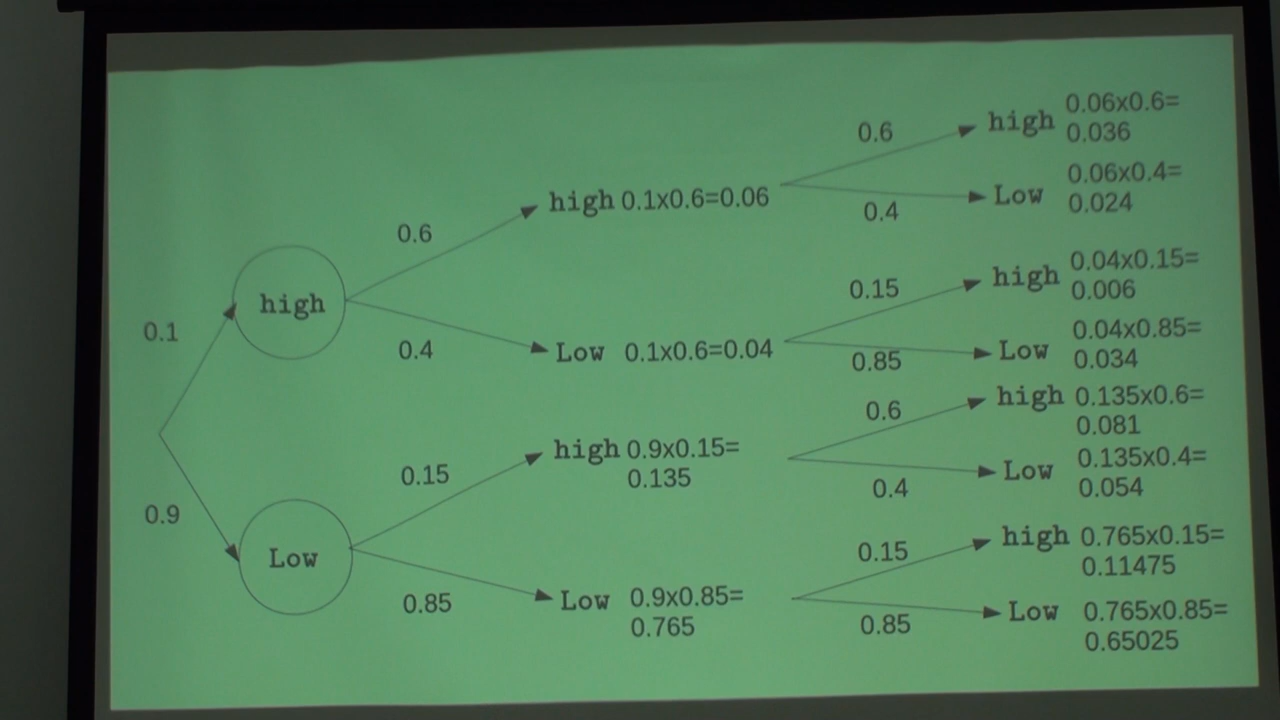 0.06x0.6=
0.6
high
0.036
0.06x0.4=
high 0.1x0.6=0.06
Low
0.024
0.4
0.6
0.04x0.15=
0.15
high
0.006
high
0.1
0.04x0.85=
0.4
Low 0.1x0.6=0.04
Low
0.034
0.85
high 0.135x0.6=
0.6
0.081
high 0.9x0.15=
0.135
0.135x0.4=
0.15
Low
0.054
0.4
0.9
high 0.765x0.15=
0.15
0.11475
Low
0.85
Low 0.9x0.85=
0.765
Low 0.765x0.85=
0.65025
0.85